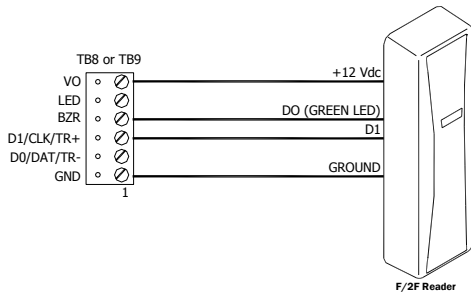 TB8 or TB9
VO
LED
BZR
D1/CLK/TR+
D0/DAT/TR-
GND
1
+12 Vdc
DO (GREEN LED)
D1
GROUND
F/2F Reader